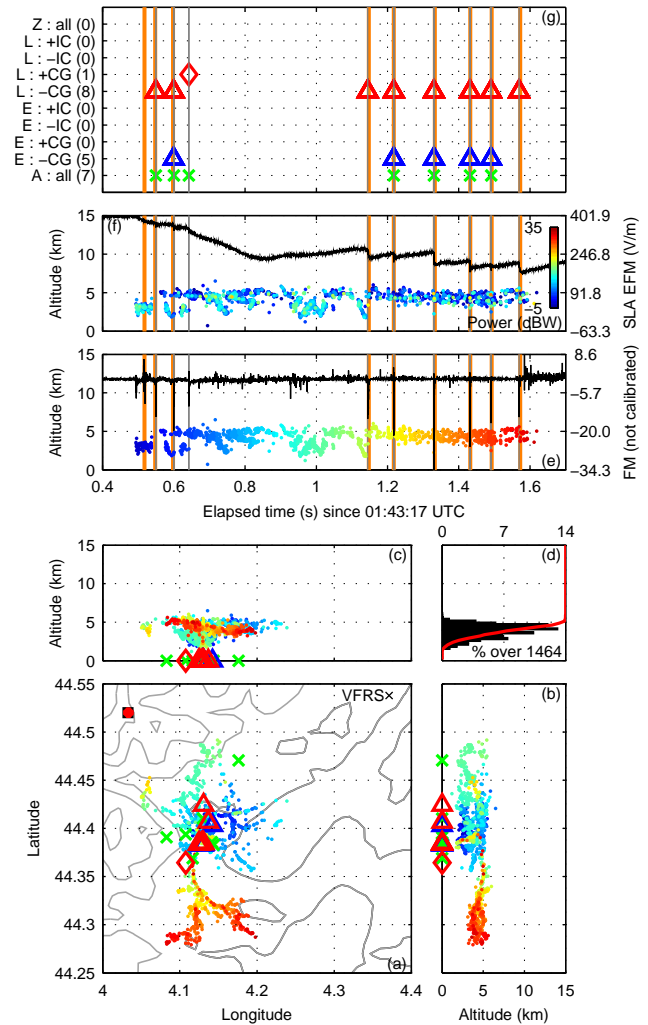 Z : all (0)
L : +IC (0)
L : −IC (0)
L : +CG (1)
L : −CG (8)
E : +IC (0)
E : −IC (0)
E : +CG (0)
E : −CG (5)
A : all (7)
(g)
15
10
5
0
Altitude (km)
(f)
35
−5
Power (dBW)
401.9
246.8
91.8
−63.3
SLA EFM (V/m)
15
10
5
0
Altitude (km)
(e)
8.6
−5.7
−20.0
−34.3
FM (not calibrated)
0.4 0.6 0.8 1 1.2 1.4 1.6
Elapsed time (s) since 01:43:17 UTC
15
10
5
0
Altitude (km)
(c)
0 7 14
(d)
% over 1464
44.55
44.5
44.45
44.4
44.35
44.3
44.25
Latitude
VFRS×
(a)
4 4.1 4.2 4.3 4.4
Longitude
(b)
0 5 10 15
Altitude (km)